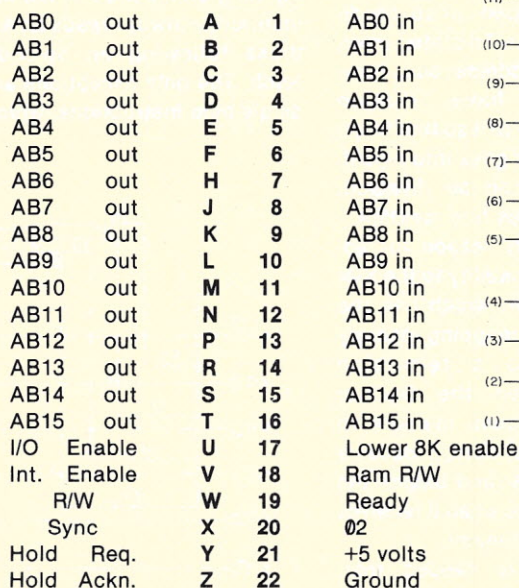 AB0 out A 1 AB0 in
AB1 out B 2 AB1 in (10)
AB2 out C 3 AB2 in (9)
AB3 out D 4 AB3 in
AB4 out E 5 AB4 in (8)
AB5 out F 6 AB5 in (7)
AB6 out H 7 AB6 in
AB7 out J 8 AB7 in (6)
AB8 out K 9 AB8 in (5)
AB9 out L 10 AB9 in
AB10 out M 11 AB10 in (4)
AB11 out N 12 AB11 in
AB12 out P 13 AB12 in (3)
AB13 out R 14 AB13 in
AB14 out S 15 AB14 in (2)
AB15 out T 16 AB15 in (1)
I/O Enable U 17 Lower 8K enable
Int. Enable V 18 Ram R/W
R/W W 19 Ready
Sync X 20 Ø2
Hold Req. Y 21 +5 volts
Hold Ackn. Z 22 Ground